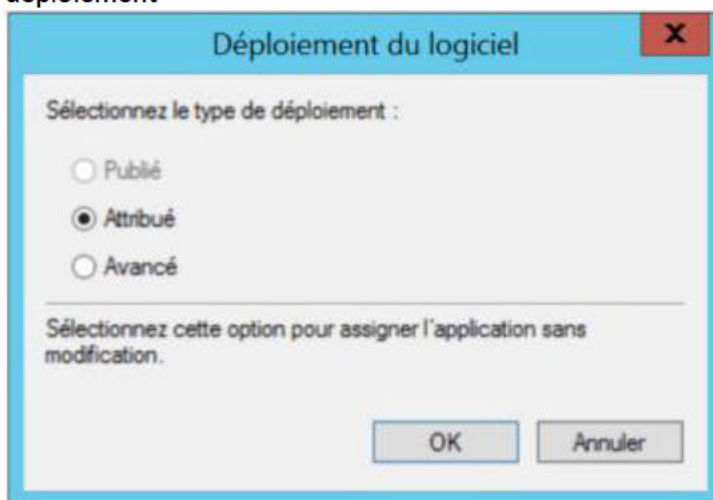 déploiement
Déploiement du logiciel
x
Sélectionnez le type de déploiement :
Publié
Attribué
Avancé
Sélectionnez cette option pour assigner l'application sans
modification.
OK
Annuler